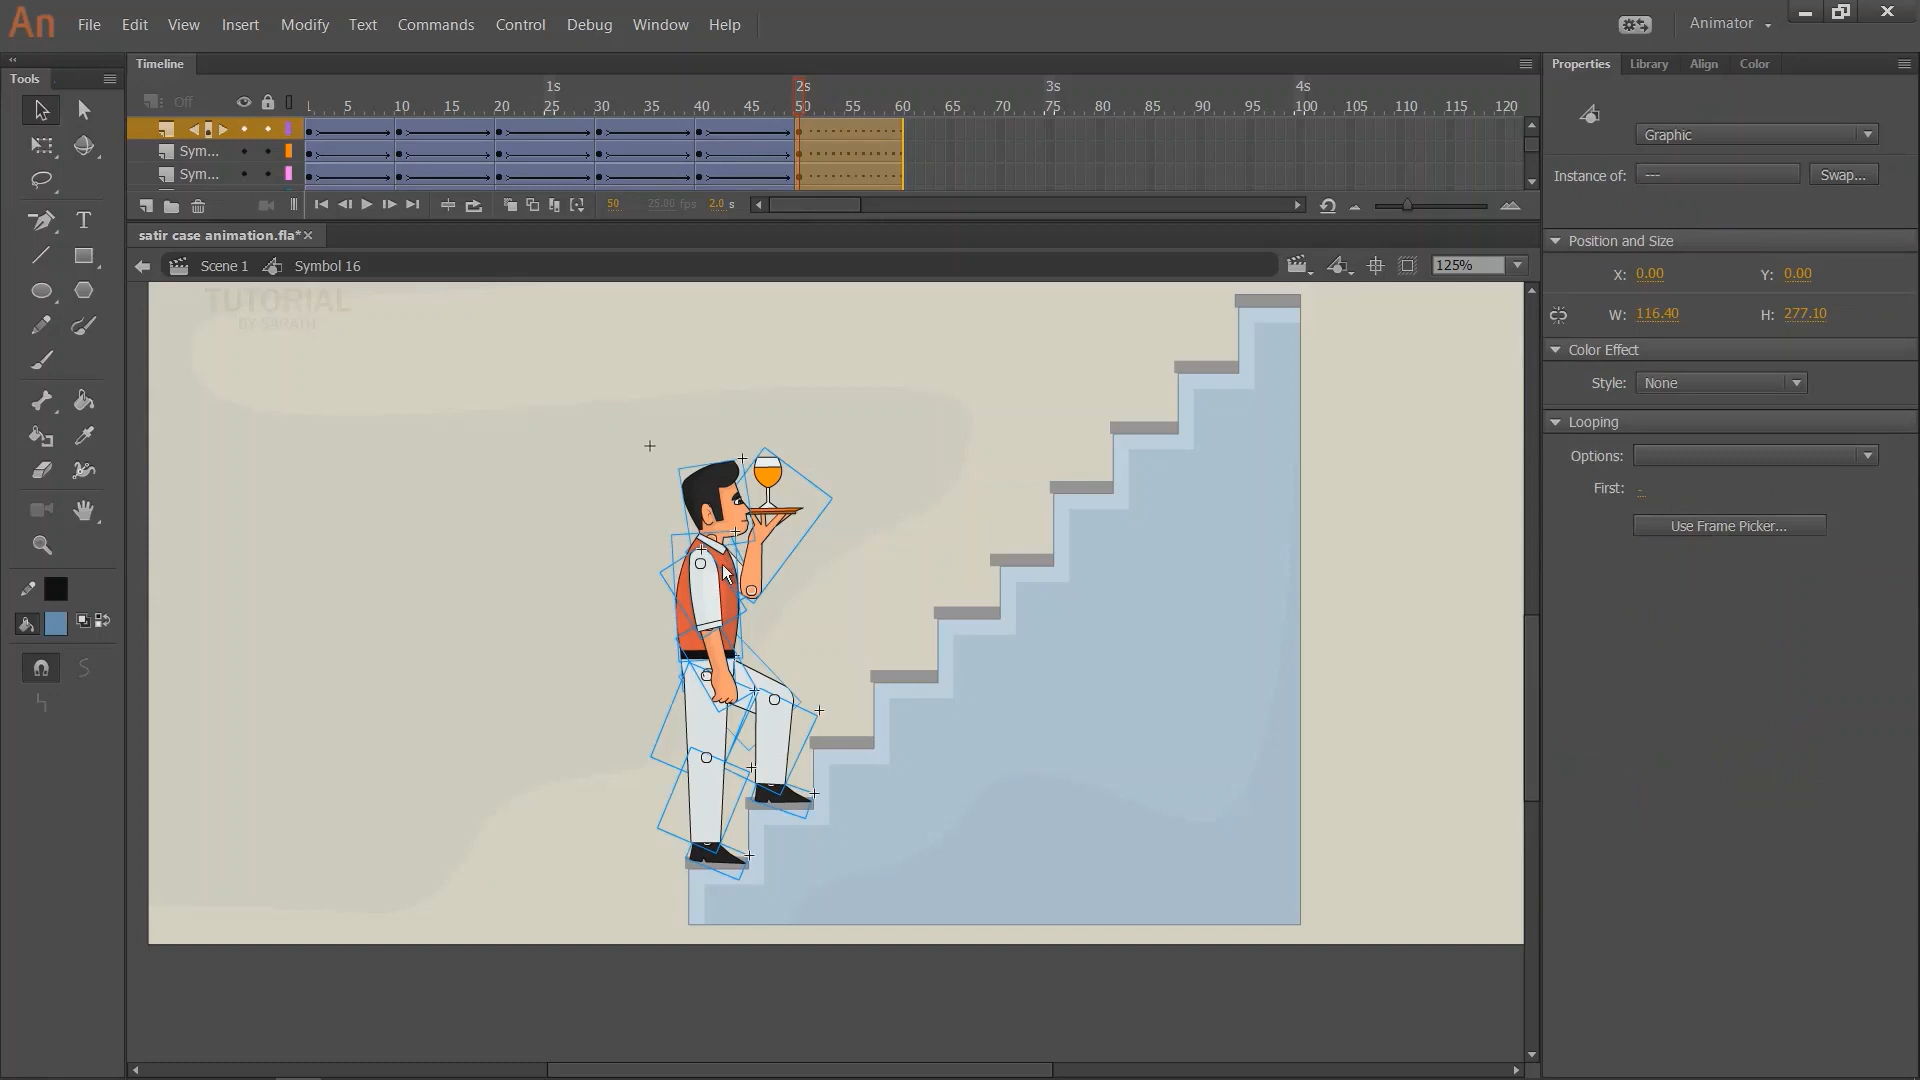 An File Edit View Insert Modify Text Commands Control Debug Window Help Animator
Tools Timeline Properties Library Align Color
1s 2s 3s 4s
Off 1 5 10 15 20 25 30 35 40 45 50 55 60 65 70 75 80 85 90 95 100 105 110 115 120
Graphic
Sym...
Sym...
Instance of: --- Swap...
50 25.00 fps 2.0 s
satir case animation.fla* Position and Size
Scene 1 Symbol 16 125%
X: 0.00 Y: 0.00
TUTORIAL
BY SARATH
W: 116.40 H: 277.10
Color Effect
Style: None
Looping
Options:
First: -
Use Frame Picker...